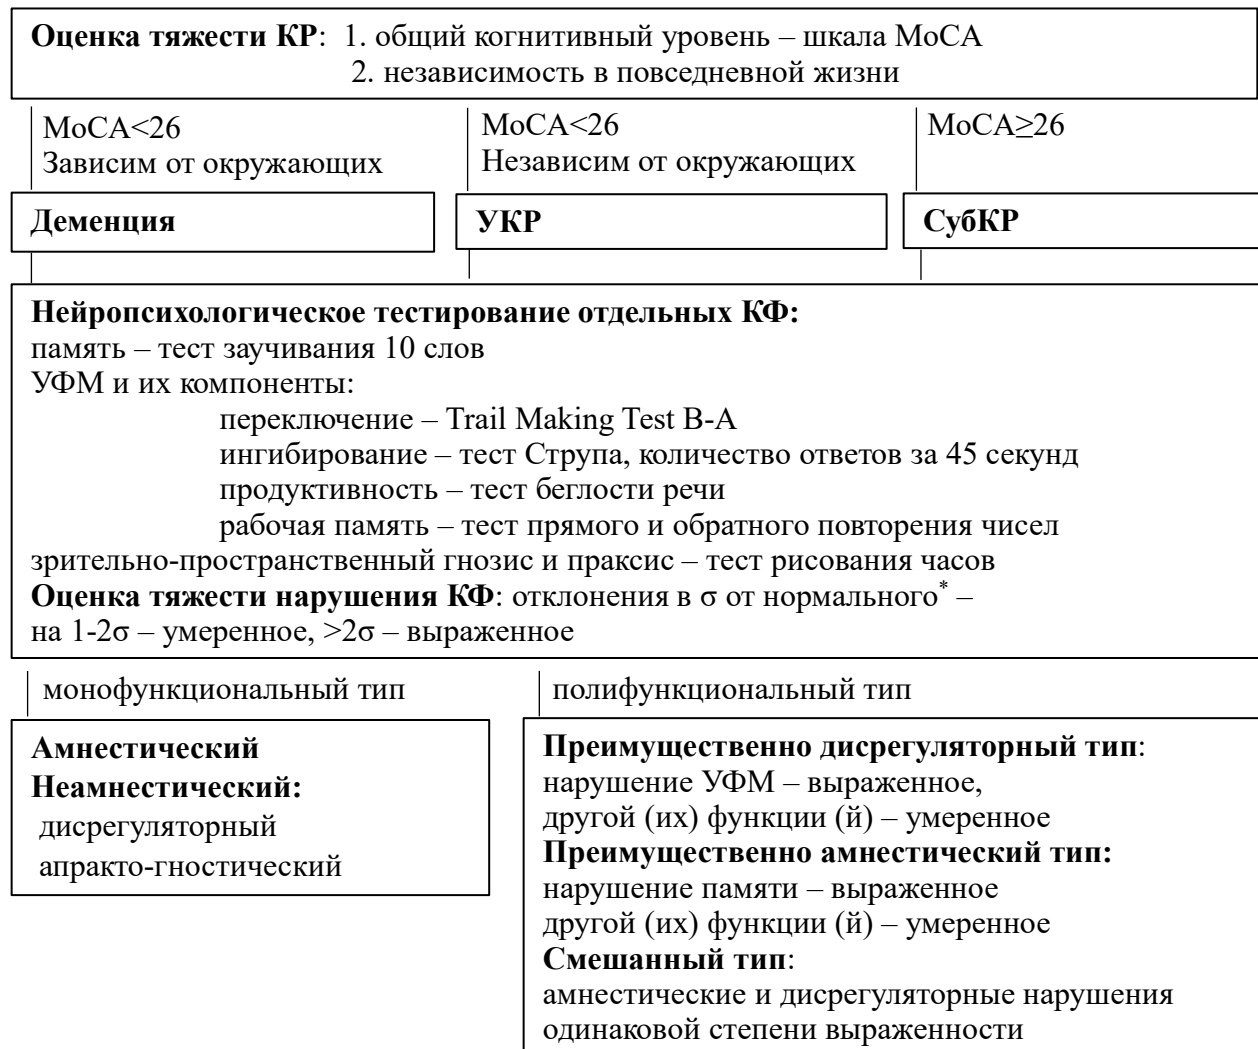 Оценка тяжести КР: 1. общий когнитивный уровень – шкала MoCA
2. независимость в повседневной жизни
MoCA<26
Зависим от окружающих
MoCA<26
Независим от окружающих
MoCA≥26
Деменция
УКР
СубКР
Нейропсихологическое тестирование отдельных КФ:
память – тест заучивания 10 слов
УФМ и их компоненты:
переключение – Trail Making Test B-A
ингибирование – тест Струпа, количество ответов за 45 секунд
продуктивность – тест беглости речи
рабочая память – тест прямого и обратного повторения чисел
зрительно-пространственный гнозис и праксис – тест рисования часов
Оценка тяжести нарушения КФ: отклонения в σ от нормального* –
на 1-2σ – умеренное, >2σ – выраженное
монофункциональный тип
Амнестический
Неамнестический:
дисрегуляторный
апракто-гностический
полифункциональный тип
Преимущественно дисрегуляторный тип:
нарушение УФМ – выраженное,
другой (их) функции (й) – умеренное
Преимущественно амнестический тип:
нарушение памяти – выраженное
другой (их) функции (й) – умеренное
Смешанный тип:
амнестические и дисрегуляторные нарушения
одинаковой степени выраженности